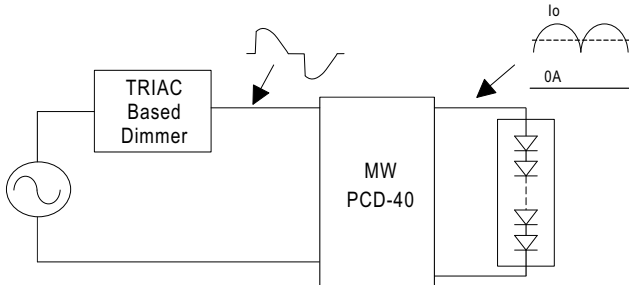 Io
0A
TRIAC
Based
Dimmer
MW
PCD-40